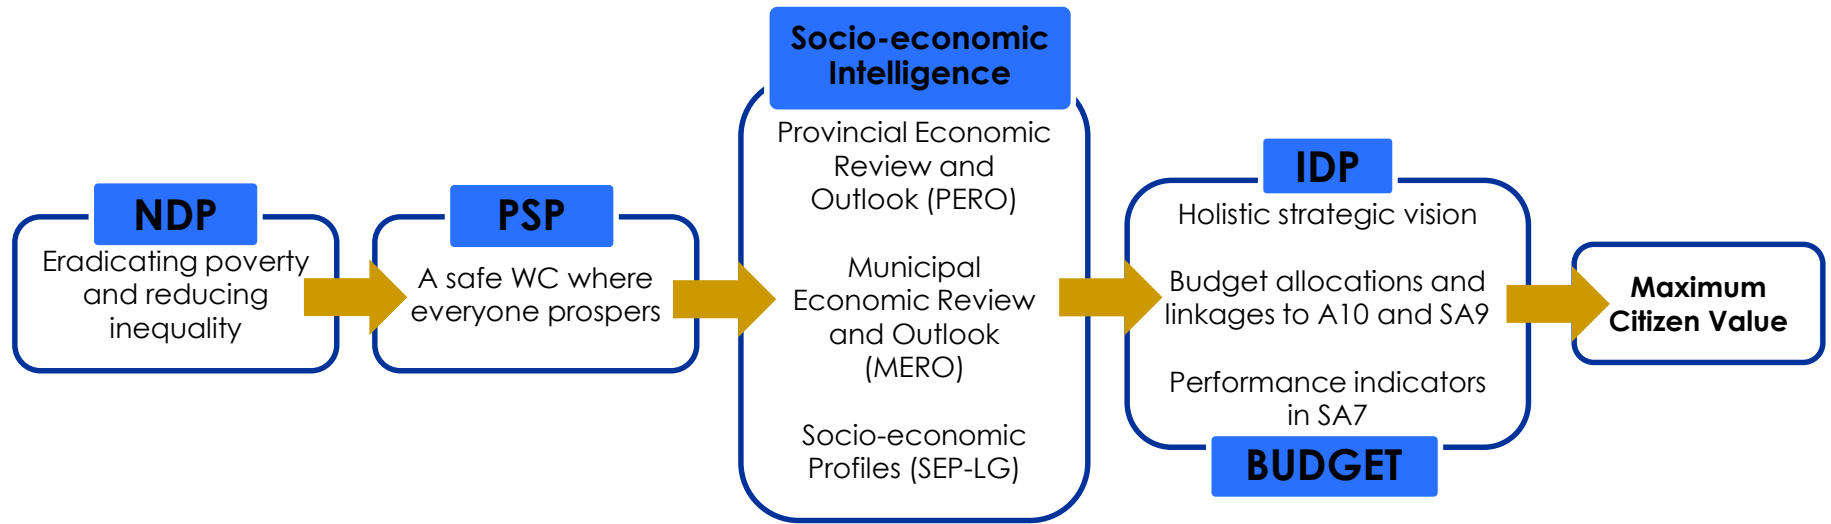 NDP
Eradicating poverty
and reducing
inequality
PSP
A safe WC where
everyone prospers
Socio-economic
Intelligence
Provincial Economic
Review and
Outlook (PERO)
Municipal
Economic Review
and Outlook
(MERO)
Socio-economic
Profiles (SEP-LG)
IDP
Holistic strategic vision
Budget allocations and
linkages to A10 and SA9
Performance indicators
in SA7
BUDGET
Maximum
Citizen Value